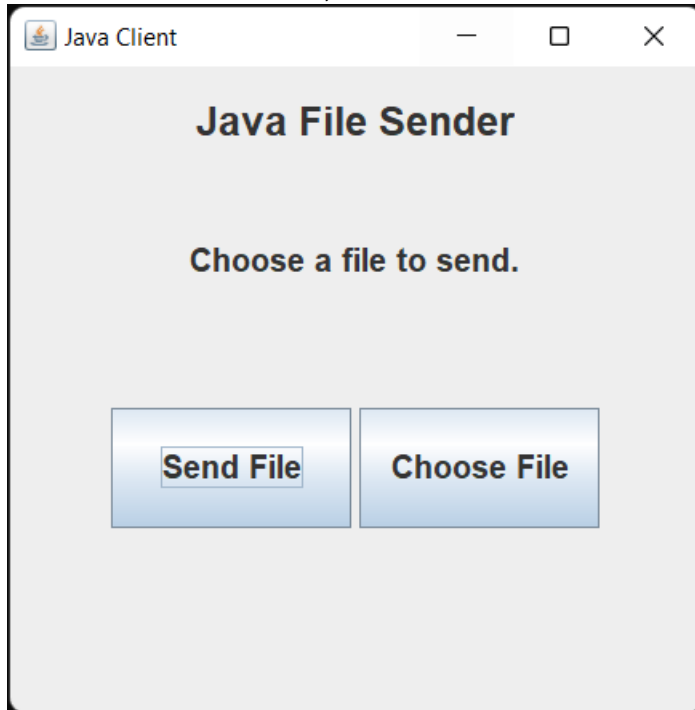 Java Client
Java File Sender
Choose a file to send.
Send File Choose File